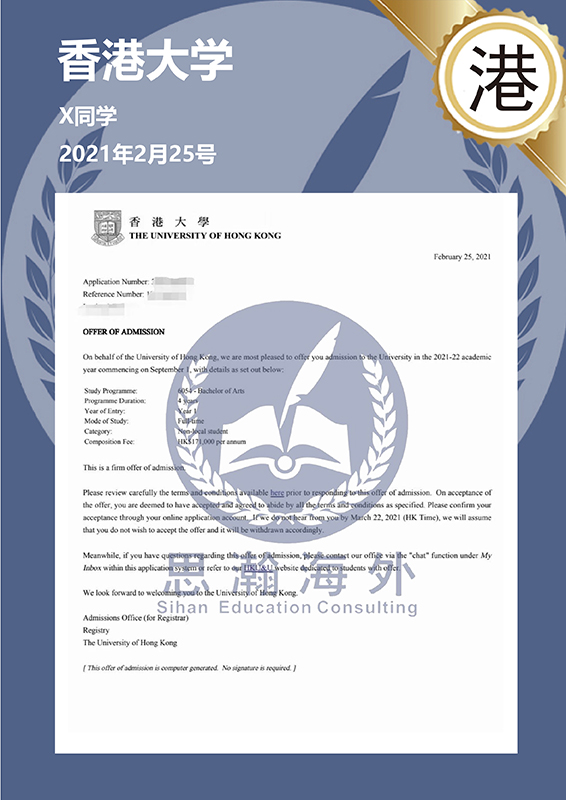 香港大学
X同学
2021年2月25号
港
香港大學
THE UNIVERSITY OF HONG KONG
February 25, 2021
Application Number:
Reference Number:
OFFER OF ADMISSION
On behalf of the University of Hong Kong, we are most pleased to offer you admission to the University in the 2021-22 academic
year commencing on September 1, with details as set out below:
Study Programme: 6054 - Bachelor of Arts
Programme Duration: 4 years
Year of Entry: Year 1
Mode of Study: Full-time
Category: Non-local student
Composition Fee: HK$171,000 per annum
This is a firm offer of admission.
Please review carefully the terms and conditions available here prior to responding to this offer of admission. On acceptance of
the offer, you are deemed to have accepted and agreed to abide by all the terms and conditions as specified. Please confirm your
acceptance through your online application account. If we do not hear from you by March 22, 2021 (HK Time), we will assume
that you do not wish to accept the offer and it will be withdrawn accordingly.
Meanwhile, if you have questions regarding this offer of admission, please contact our office via the "chat" function under My
Inbox within this application system or refer to our HKU&U website dedicated to students with offer.
思瀚海外
We look forward to welcoming you to the University of Hong Kong.
Sihan Education Consulting
Admissions Office (for Registrar)
Registry
The University of Hong Kong
[ This offer of admission is computer generated. No signature is required. ]